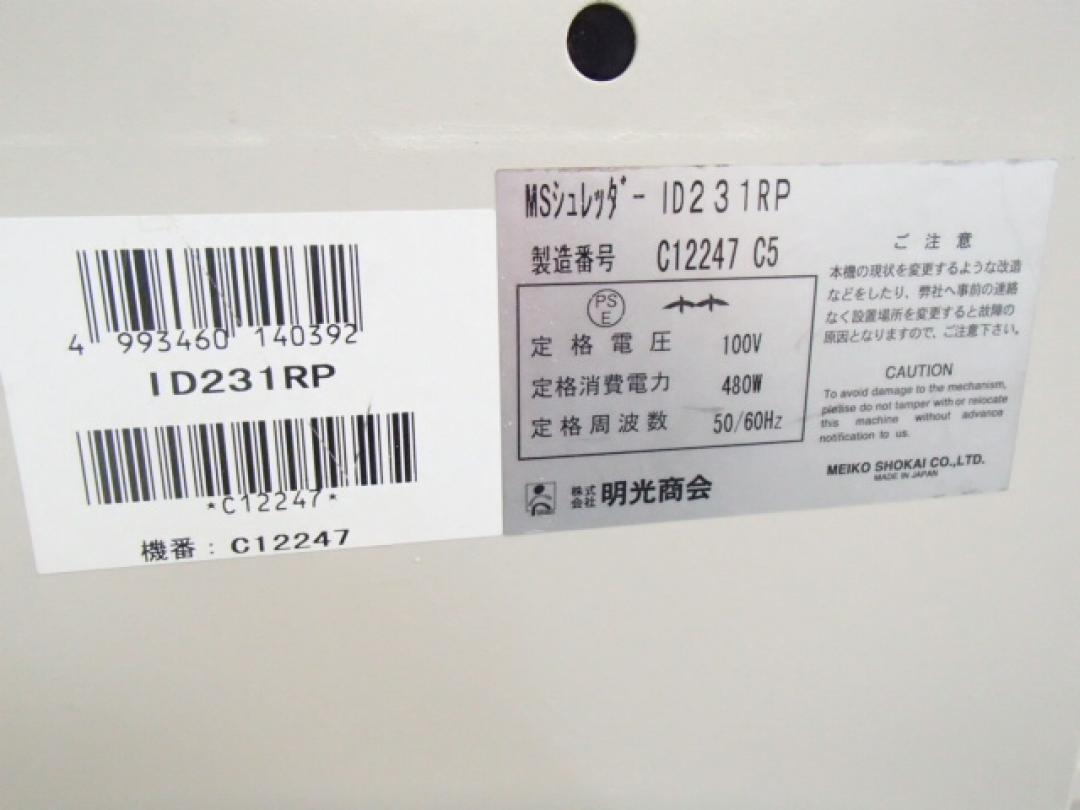 4 993460 140392
ID231RP
*C12247*
機番：C12247
MSシュレッダー ID231RP
製造番号 C12247 C5
PS
E
定格電圧 100V
定格消費電力 480W
定格周波数 50/60Hz
株式
会社 明光商会
ご注意
本機の現状を変更するような改造
などをしたり、弊社へ事前の連絡
なく設置場所を変更すると故障の
原因となりますので、ご注意下さい。
CAUTION
To avoid damage to the mechanism,
please do not tamper with or relocate
this machine without advance
notification to us.
MEIKO SHOKAI CO.,LTD.
MADE IN JAPAN